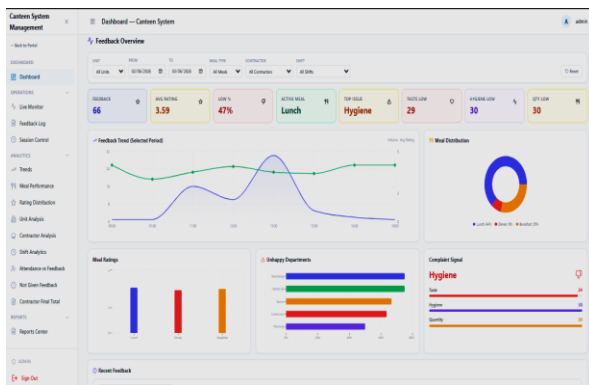 Canteen System
Management
×
Back to Portal
DASHBOARD
Dashboard
OPERATIONS
Live Monitor
Feedback Log
Session Control
ANALYTICS
Trends
Meal Performance
Rating Distribution
Unit Analysis
Contractor Analysis
Shift Analytics
Attendance vs Feedback
Not Given Feedback
Contractor Final Total
REPORTS
Reports Center
ADMIN
Sign Out
Dashboard — Canteen System
A admin
Feedback Overview
UNIT FROM TO MEAL TYPE CONTRACTOR SHIFT
All Units All Meals All Contractors All Shifts
Reset
FEEDBACK
66
AVG RATING
3.59
LOW %
47%
ACTIVE MEAL
Lunch
TOP ISSUE
Hygiene
TASTE LOW
29
HYGIENE LOW
30
QTY LOW
30
Feedback Trend (Selected Period)
Meal Distribution
Meal Ratings
Unhappy Departments
Complaint Signal
Hygiene
Taste 29
Hygiene 30
Quantity 30
Recent Feedback